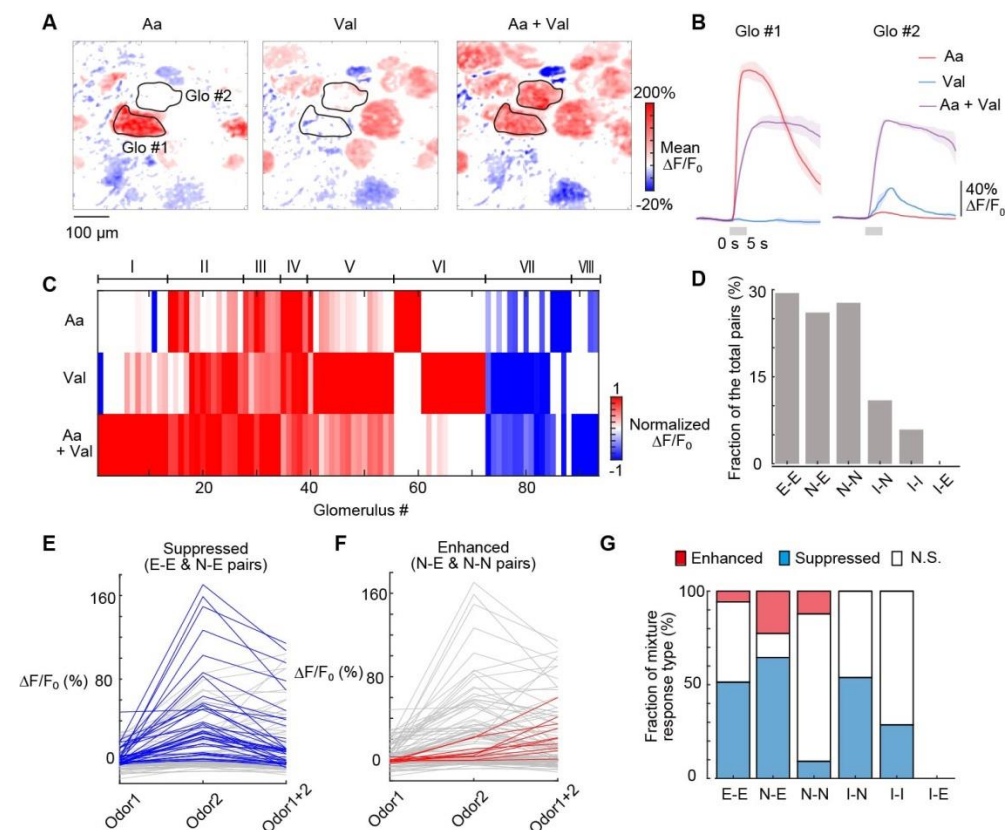 A
Aa
Val
Aa + Val
Glo #2
Glo #1
200%
Mean
ΔF/F₀
-20%
100 µm
B
Glo #1
Glo #2
Aa
Val
Aa + Val
40%
ΔF/F₀
0 s 5 s
C
I II III IV V VI VII VIII
Aa
Val
Aa
+ Val
1
Normalized
ΔF/F₀
-1
20 40 60 80
Glomerulus #
D
Fraction of the total pairs (%)
30
15
0
E-E N-E N-N I-N I-I I-E
E
Suppressed
(E-E & N-E pairs)
160
80
0
ΔF/F₀ (%)
Odor1 Odor2 Odor1+2
F
Enhanced
(N-E & N-N pairs)
160
80
0
ΔF/F₀ (%)
Odor1 Odor2 Odor1+2
G
Enhanced Suppressed N.S.
Fraction of mixture
response type (%)
100
50
0
E-E N-E N-N I-N I-I I-E